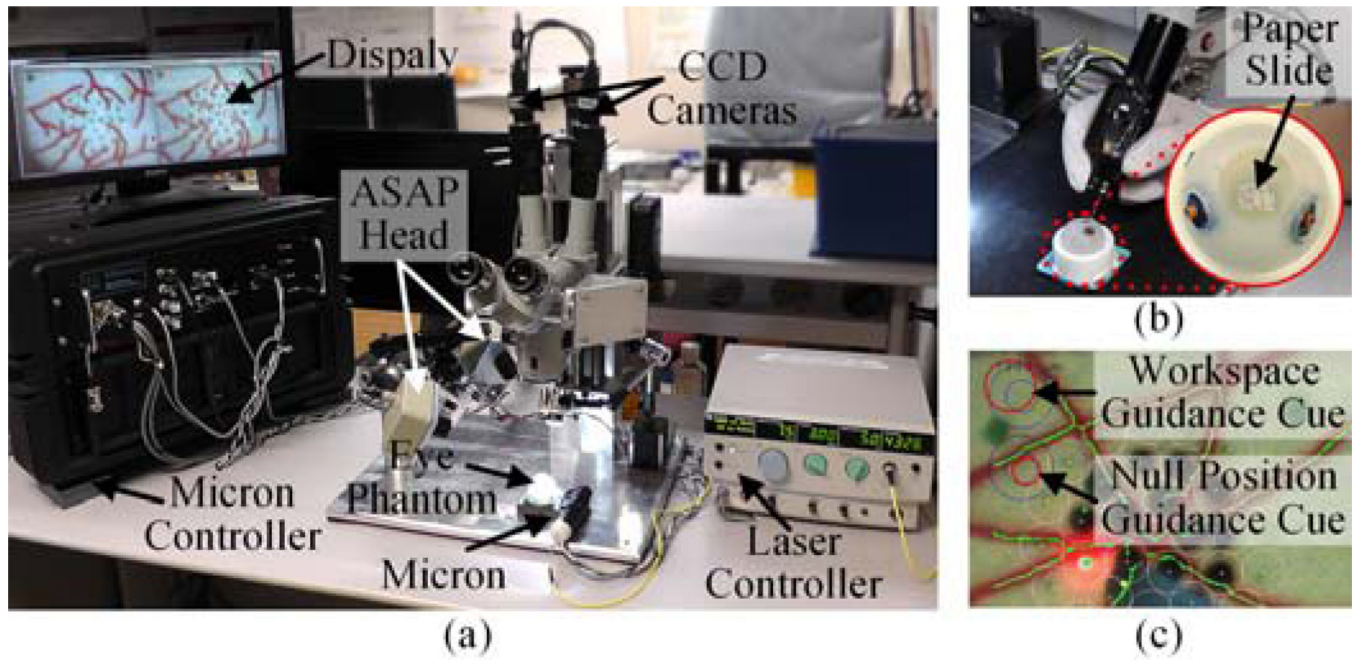 Dispalv
CCD
Cameras
ASAP
Head
Eye
Phantom
Micron
Controller
Micron
Laser
Controller
(a)
Paper
Slide
(b)
Workspace
Guidance Cue
Null Position
Guidance Cue
(c)